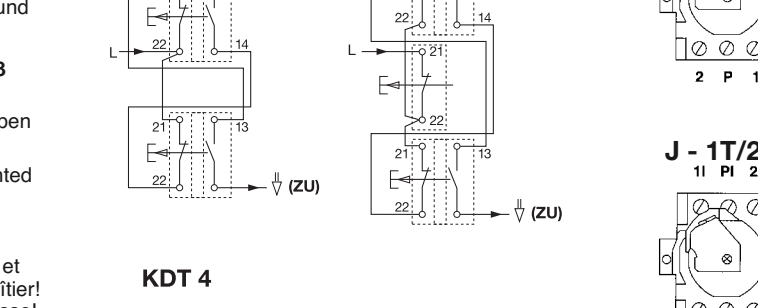 und
3
ben
nted
et
îtier!
22 14
L
21 13
22
(ZU)
KDT 4
22 14
L 21
22
21 13
22
(ZU)
2 P 1
J - 1T/2
1I PI 2